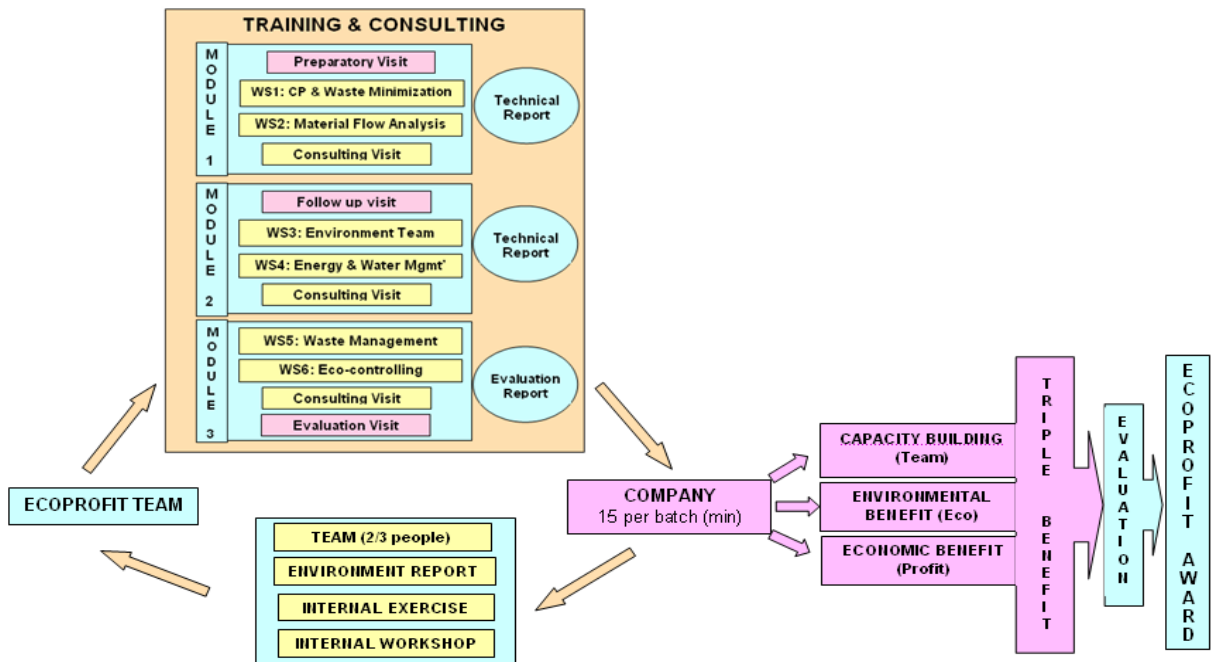 TRAINING & CONSULTING
MODULE 1
Preparatory Visit
WS1: CP & Waste Minimization
WS2: Material Flow Analysis
Consulting Visit
Technical
Report
MODULE 2
Follow up visit
WS3: Environment Team
WS4: Energy & Water Mgmt'
Consulting Visit
Technical
Report
MODULE 3
WS5: Waste Management
WS6: Eco-controlling
Consulting Visit
Evaluation Visit
Evaluation
Report
ECOPROFIT TEAM
TEAM (2/3 people)
ENVIRONMENT REPORT
INTERNAL EXERCISE
INTERNAL WORKSHOP
COMPANY
15 per batch (min)
CAPACITY BUILDING
(Team)
ENVIRONMENTAL
BENEFIT (Eco)
ECONOMIC BENEFIT
(Profit)
TRIPLE BENEFIT
EVALUATION
ECOPROFIT AWARD